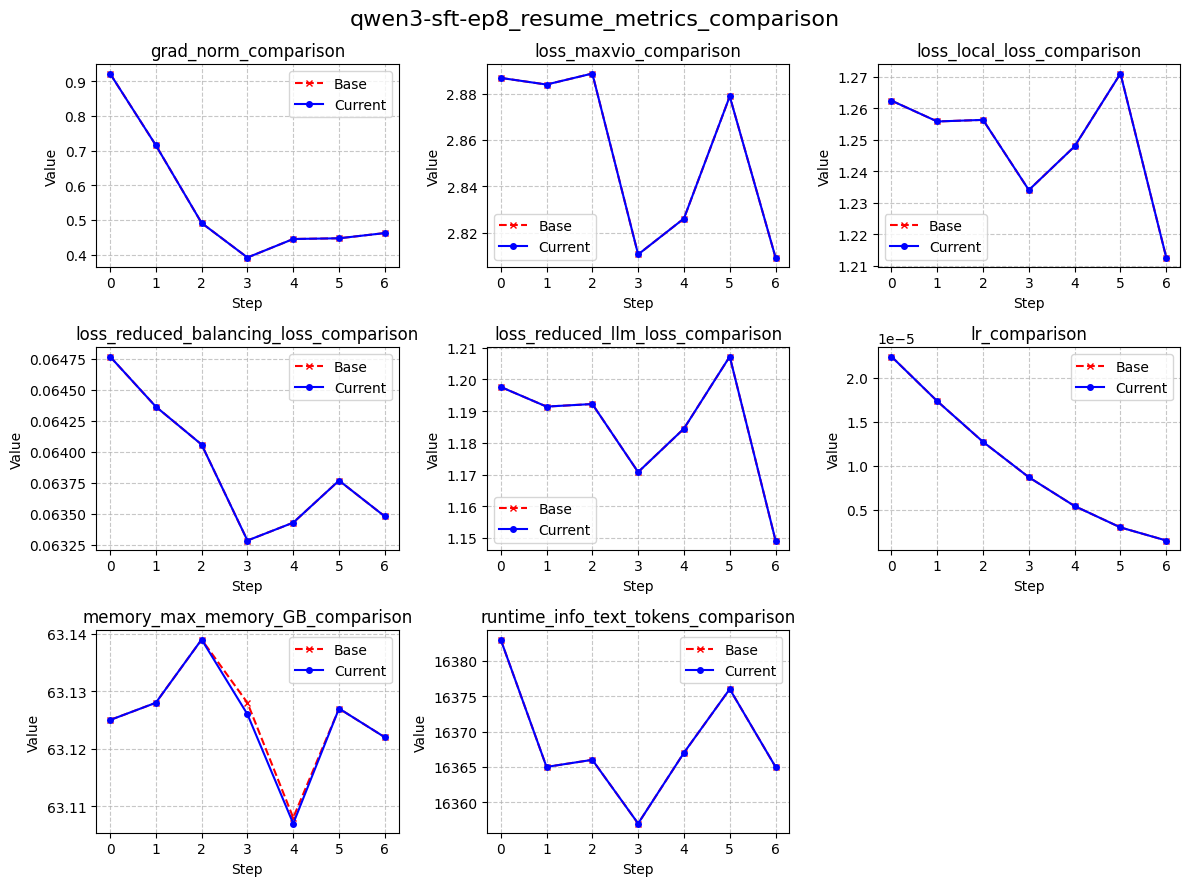 qwen3-sft-ep8_resume_metrics_comparison
grad_norm_comparison
Value
0.9
0.8
0.7
0.6
0.5
0.4
Base
Current
0 1 2 3 4 5 6
Step
loss_maxvio_comparison
Value
2.88
2.86
2.84
2.82
Base
Current
0 1 2 3 4 5 6
Step
loss_local_loss_comparison
Value
1.27
1.26
1.25
1.24
1.23
1.22
1.21
Base
Current
0 1 2 3 4 5 6
Step
loss_reduced_balancing_loss_comparison
Value
0.06475
0.06450
0.06425
0.06400
0.06375
0.06350
0.06325
Base
Current
0 1 2 3 4 5 6
Step
loss_reduced_llm_loss_comparison
Value
1.21
1.20
1.19
1.18
1.17
1.16
1.15
Base
Current
0 1 2 3 4 5 6
Step
lr_comparison
1e−5
Value
2.0
1.5
1.0
0.5
Base
Current
0 1 2 3 4 5 6
Step
memory_max_memory_GB_comparison
Value
63.14
63.13
63.12
63.11
Base
Current
0 1 2 3 4 5 6
Step
runtime_info_text_tokens_comparison
Value
16380
16375
16370
16365
16360
Base
Current
0 1 2 3 4 5 6
Step